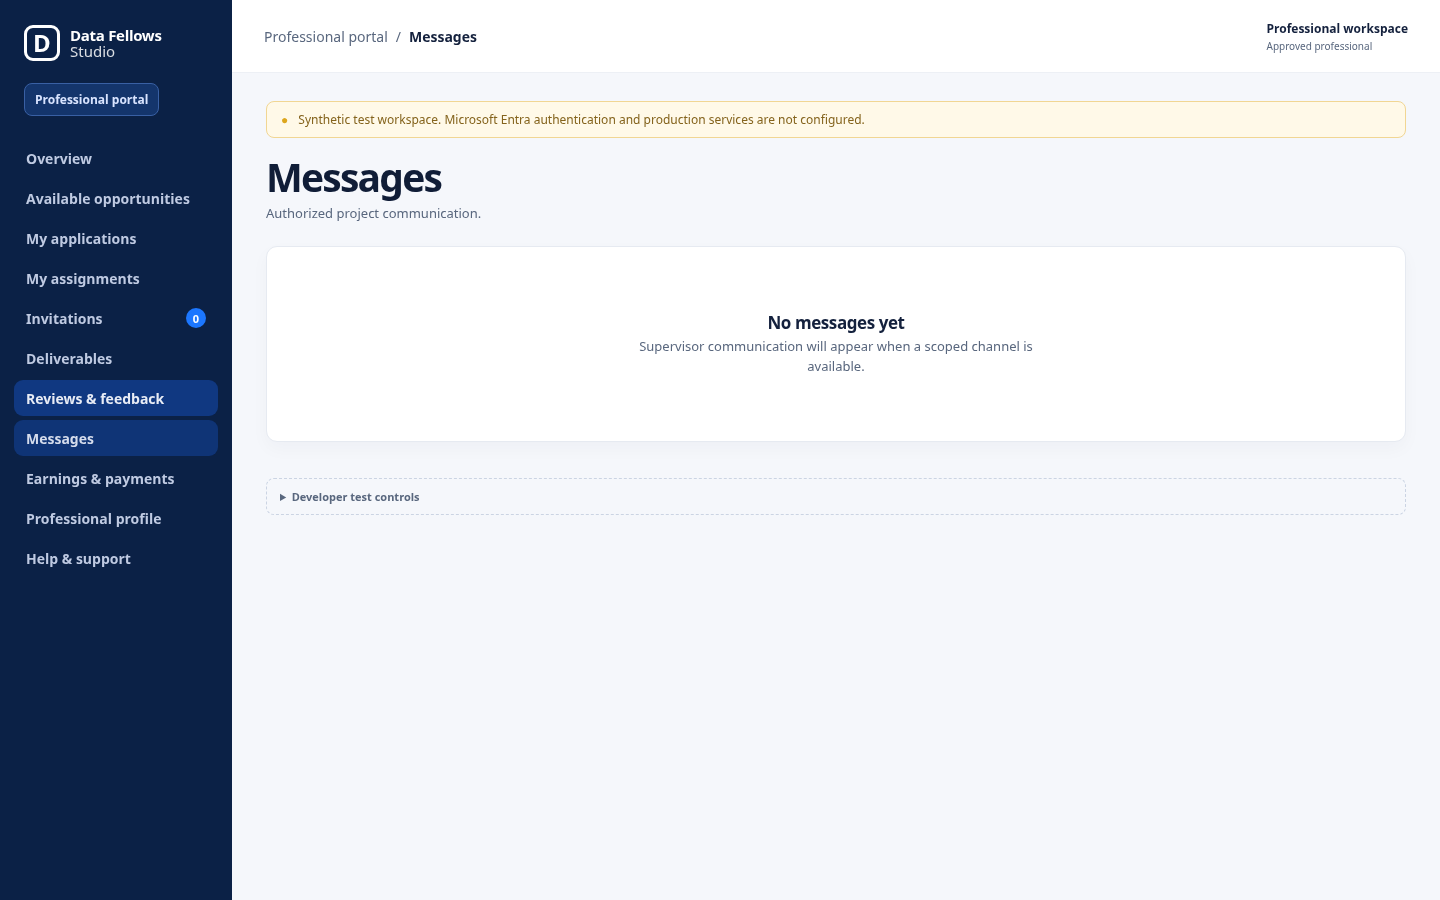 D
Data Fellows
Studio
Professional portal
Overview
Available opportunities
My applications
My assignments
Invitations 0
Deliverables
Reviews & feedback
Messages
Earnings & payments
Professional profile
Help & support
Professional portal / Messages
Professional workspace
Approved professional
Synthetic test workspace. Microsoft Entra authentication and production services are not configured.
Messages
Authorized project communication.
No messages yet
Supervisor communication will appear when a scoped channel is
available.
Developer test controls